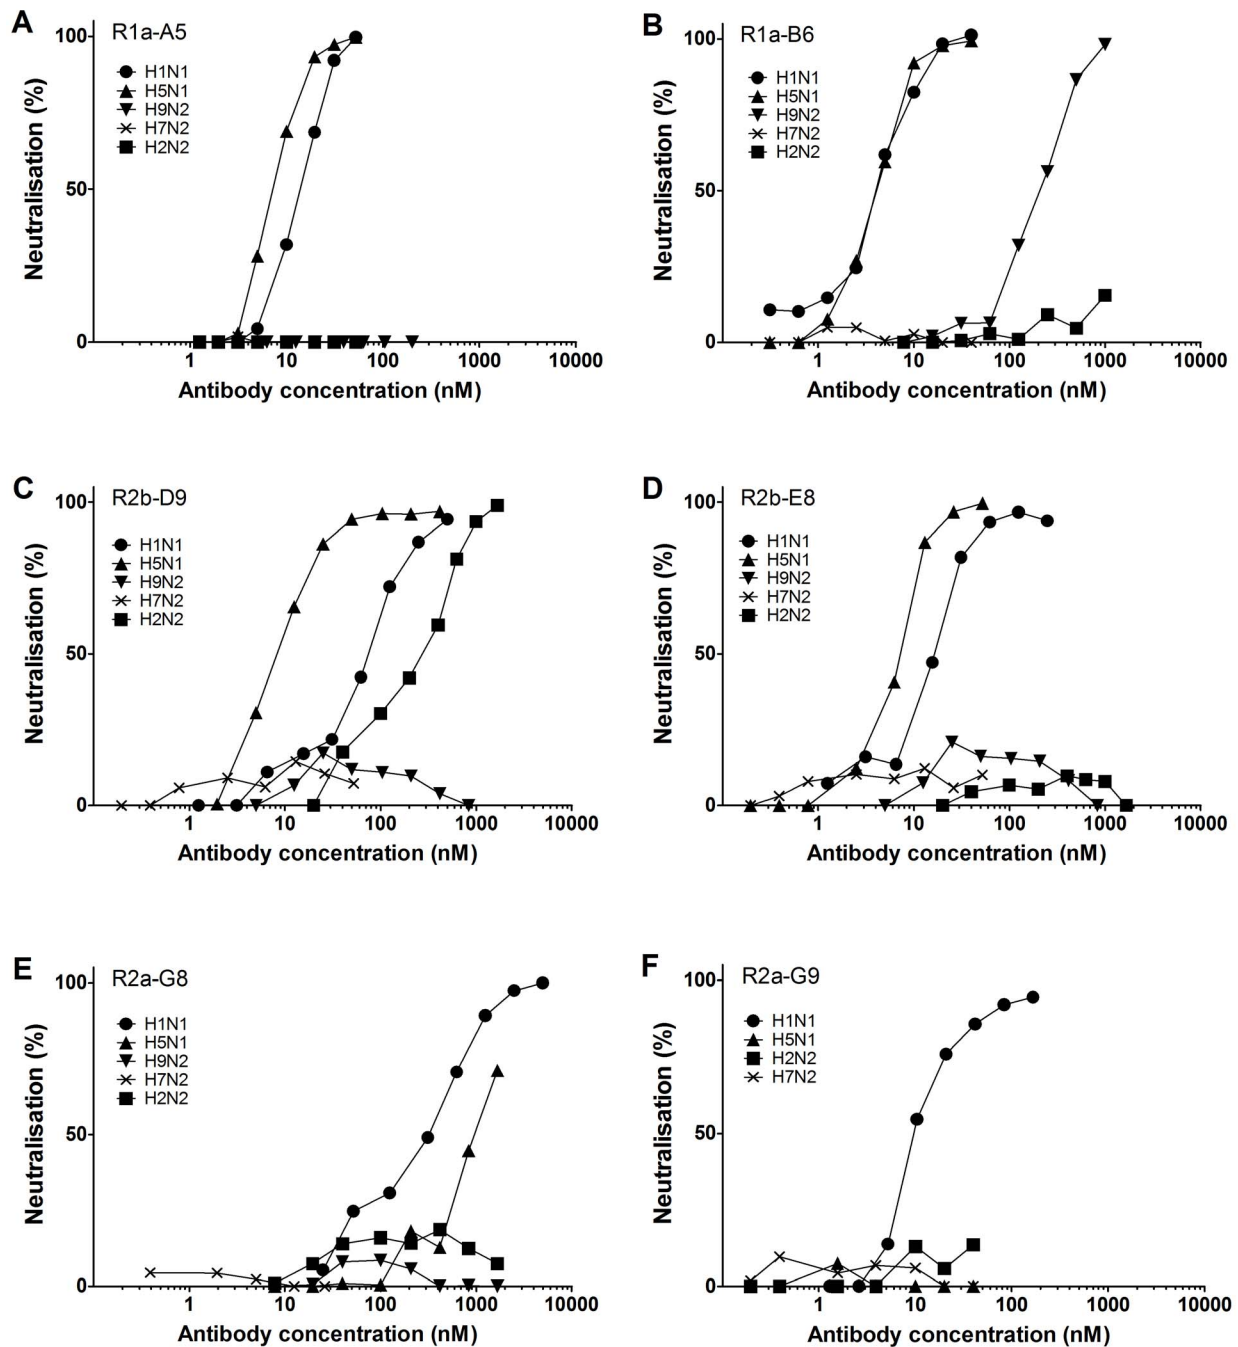 A
R1a-A5
H1N1
H5N1
H9N2
H7N2
H2N2
Neutralisation (%)
100
50
0
1 10 100 1000 10000
Antibody concentration (nM)
B
R1a-B6
H1N1
H5N1
H9N2
H7N2
H2N2
Neutralisation (%)
100
50
0
1 10 100 1000 10000
Antibody concentration (nM)
C
R2b-D9
H1N1
H5N1
H9N2
H7N2
H2N2
Neutralisation (%)
100
50
0
1 10 100 1000 10000
Antibody concentration (nM)
D
R2b-E8
H1N1
H5N1
H9N2
H7N2
H2N2
Neutralisation (%)
100
50
0
1 10 100 1000 10000
Antibody concentration (nM)
E
R2a-G8
H1N1
H5N1
H9N2
H7N2
H2N2
Neutralisation (%)
100
50
0
1 10 100 1000 10000
Antibody concentration (nM)
F
R2a-G9
H1N1
H5N1
H2N2
H7N2
Neutralisation (%)
100
50
0
1 10 100 1000 10000
Antibody concentration (nM)